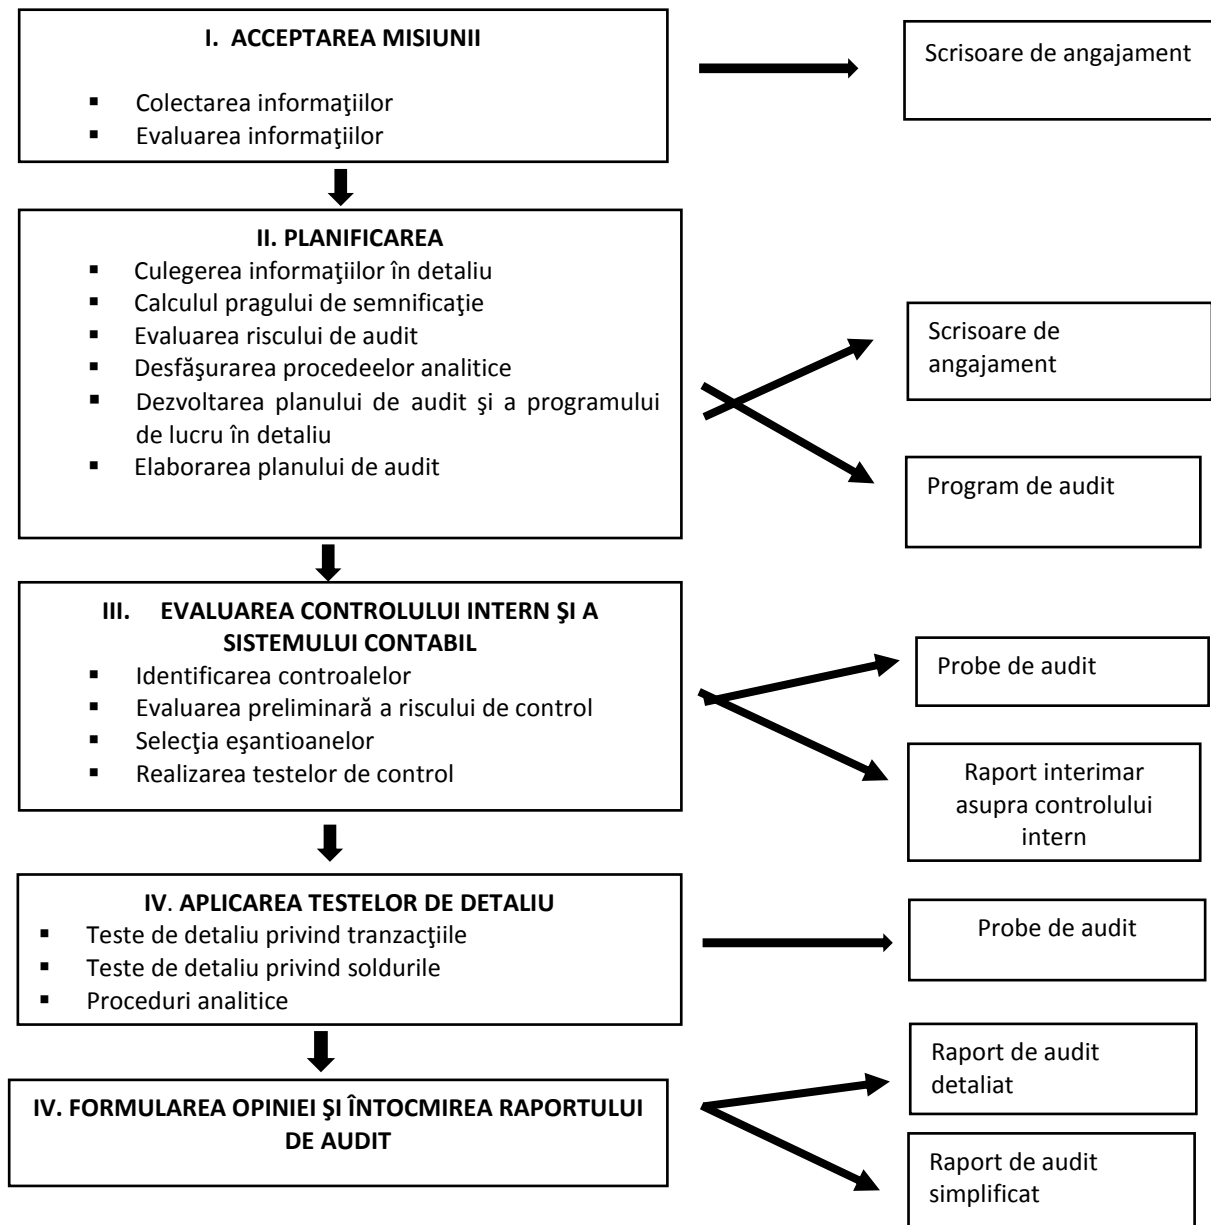 I. ACCEPTAREA MISIUNII
▪ Colectarea informaţiilor
▪ Evaluarea informaţiilor
Scrisoare de angajament
II. PLANIFICAREA
▪ Culegerea informaţiilor în detaliu
▪ Calculul pragului de semnificaţie
▪ Evaluarea riscului de audit
▪ Desfăşurarea procedeelor analitice
▪ Dezvoltarea planului de audit şi a programului
de lucru în detaliu
▪ Elaborarea planului de audit
Scrisoare de
angajament
Program de audit
III. EVALUAREA CONTROLULUI INTERN ŞI A
SISTEMULUI CONTABIL
▪ Identificarea controalelor
▪ Evaluarea preliminară a riscului de control
▪ Selecţia eşantioanelor
▪ Realizarea testelor de control
Probe de audit
Raport interimar
asupra controlului
intern
IV. APLICAREA TESTELOR DE DETALIU
▪ Teste de detaliu privind tranzacţiile
▪ Teste de detaliu privind soldurile
▪ Proceduri analitice
Probe de audit
IV. FORMULAREA OPINIEI ŞI ÎNTOCMIREA RAPORTULUI
DE AUDIT
Raport de audit
detaliat
Raport de audit
simplificat